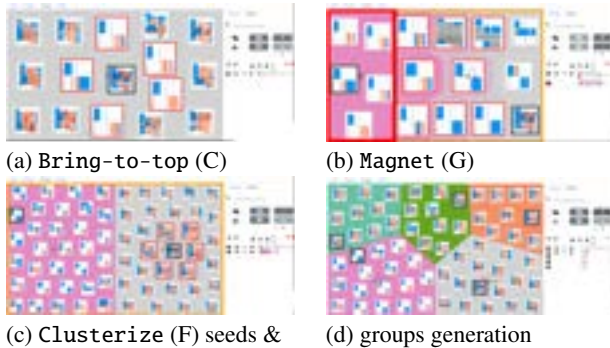 (a) Bring-to-top (C)
(b) Magnet (G)
(c) Clusterize (F) seeds &
(d) groups generation